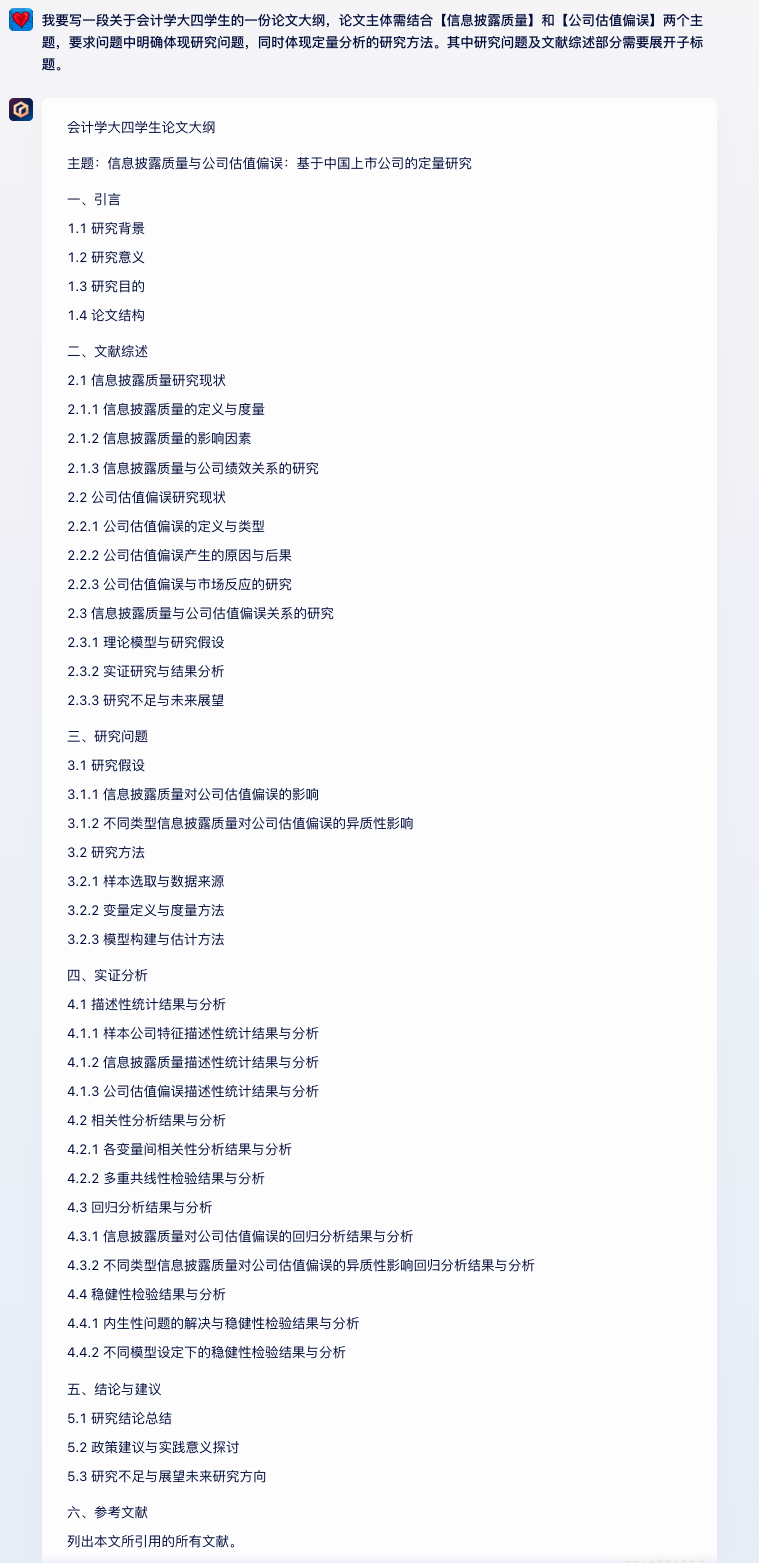 我要写一段关于会计学大四学生的一份论文大纲，论文主体需结合【信息披露质量】和【公司估值偏误】两个主
题，要求问题中明确体现研究问题，同时体现定量分析的研究方法。其中研究问题及文献综述部分需要展开子标
题。
会计学大四学生论文大纲
主题：信息披露质量与公司估值偏误：基于中国上市公司的定量研究
一、引言
1.1 研究背景
1.2 研究意义
1.3 研究目的
1.4 论文结构
二、文献综述
2.1 信息披露质量研究现状
2.1.1 信息披露质量的定义与度量
2.1.2 信息披露质量的影响因素
2.1.3 信息披露质量与公司绩效关系的研究
2.2 公司估值偏误研究现状
2.2.1 公司估值偏误的定义与类型
2.2.2 公司估值偏误产生的原因与后果
2.2.3 公司估值偏误与市场反应的研究
2.3 信息披露质量与公司估值偏误关系的研究
2.3.1 理论模型与研究假设
2.3.2 实证研究与结果分析
2.3.3 研究不足与未来展望
三、研究问题
3.1 研究假设
3.1.1 信息披露质量对公司估值偏误的影响
3.1.2 不同类型信息披露质量对公司估值偏误的异质性影响
3.2 研究方法
3.2.1 样本选取与数据来源
3.2.2 变量定义与度量方法
3.2.3 模型构建与估计方法
四、实证分析
4.1 描述性统计结果与分析
4.1.1 样本公司特征描述性统计结果与分析
4.1.2 信息披露质量描述性统计结果与分析
4.1.3 公司估值偏误描述性统计结果与分析
4.2 相关性分析结果与分析
4.2.1 各变量间相关性分析结果与分析
4.2.2 多重共线性检验结果与分析
4.3 回归分析结果与分析
4.3.1 信息披露质量对公司估值偏误的回归分析结果与分析
4.3.2 不同类型信息披露质量对公司估值偏误的异质性影响回归分析结果与分析
4.4 稳健性检验结果与分析
4.4.1 内生性问题的解决与稳健性检验结果与分析
4.4.2 不同模型设定下的稳健性检验结果与分析
五、结论与建议
5.1 研究结论总结
5.2 政策建议与实践意义探讨
5.3 研究不足与展望未来研究方向
六、参考文献
列出本文所引用的所有文献。